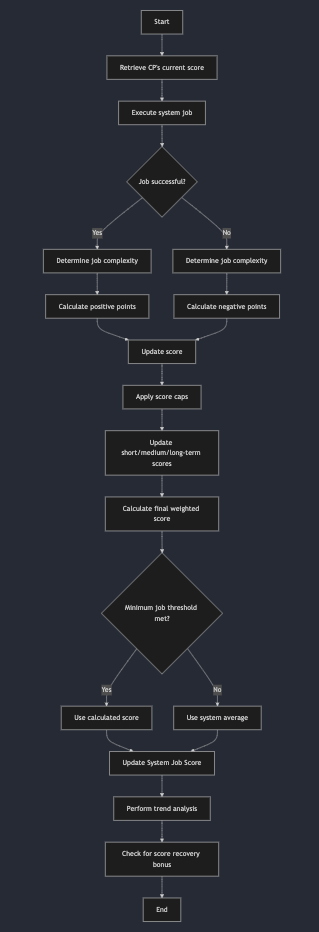 Start
Retrieve CP's current score
Execute system job
Job successful?
Yes
No
Determine job complexity
Determine job complexity
Calculate positive points
Calculate negative points
Update score
Apply score caps
Update
short/medium/long-term
scores
Calculate final weighted
score
Minimum job threshold
met?
Yes
No
Use calculated score
Use system average
Update System Job Score
Perform trend analysis
Check for score recovery
bonus
End